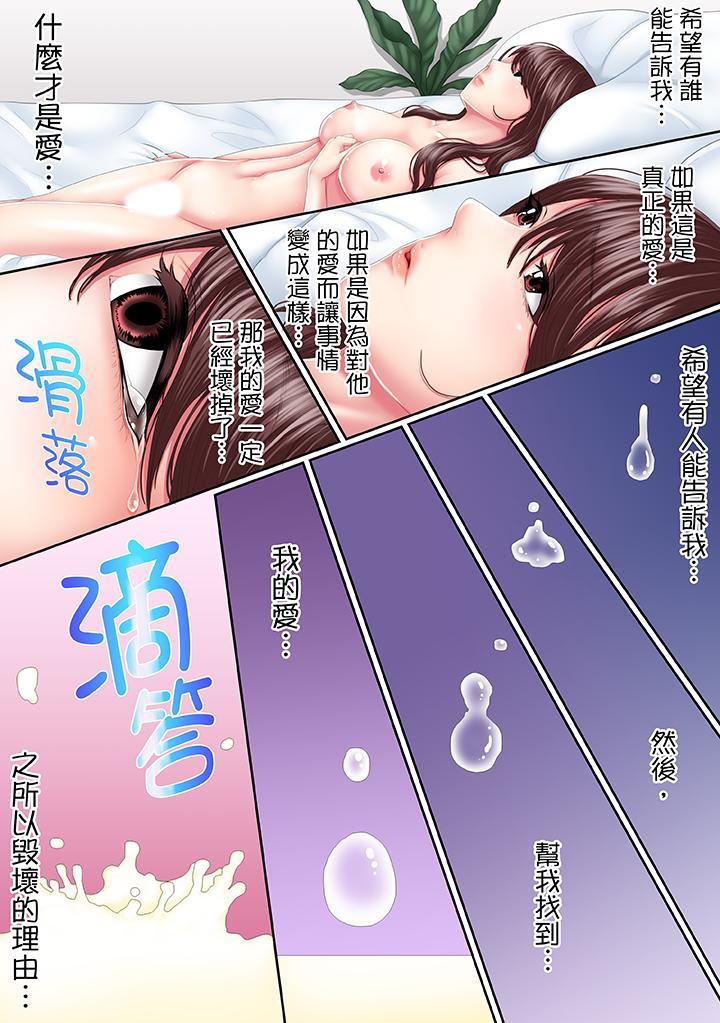 希望有誰
能告訴我…
什麼才是愛…
如果這是
真正的愛…
如果是因為對他
的愛而讓事情
變成這樣…
那我的愛一定
已經壞掉了…
滑落
希望有人能告訴我…
然後，
幫我找到…
我的愛…
滴答
之所以毀壞的理由…